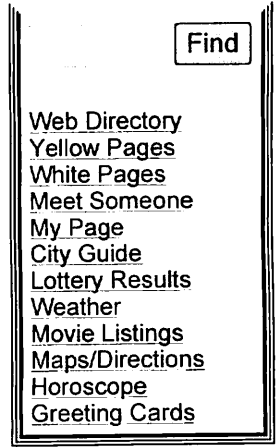 Find
Web Directory
Yellow Pages
White Pages
Meet Someone
My Page
City Guide
Lottery Results
Weather
Movie Listings
Maps/Directions
Horoscope
Greeting Cards